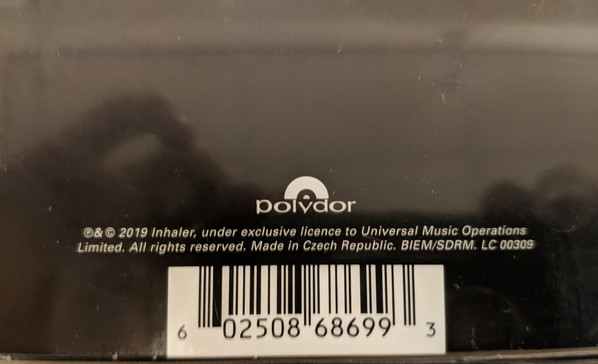 polydor
℗&© 2019 Inhaler, under exclusive licence to Universal Music Operations
Limited. All rights reserved. Made in Czech Republic. BIEM/SDRM. LC 00309
6 02508 68699 3